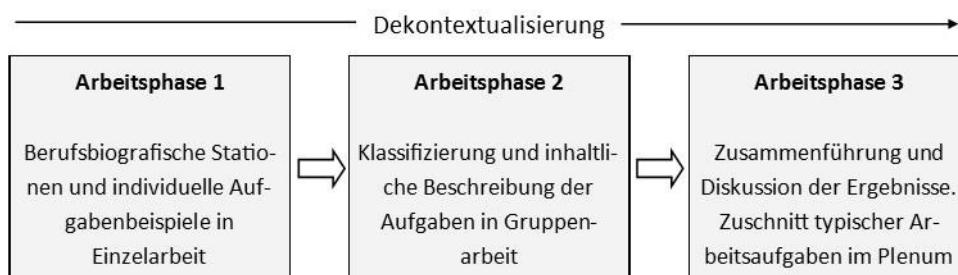 Dekontextualisierung
Arbeitsphase 1
Berufsbiografische Statio-
nen und individuelle Auf-
gabenbeispiele in
Einzelarbeit
Arbeitsphase 2
Klassifizierung und inhaltli-
che Beschreibung der
Aufgaben in Gruppen-
arbeit
Arbeitsphase 3
Zusammenführung und
Diskussion der Ergebnisse.
Zuschnitt typischer Ar-
beitsaufgaben im Plenum